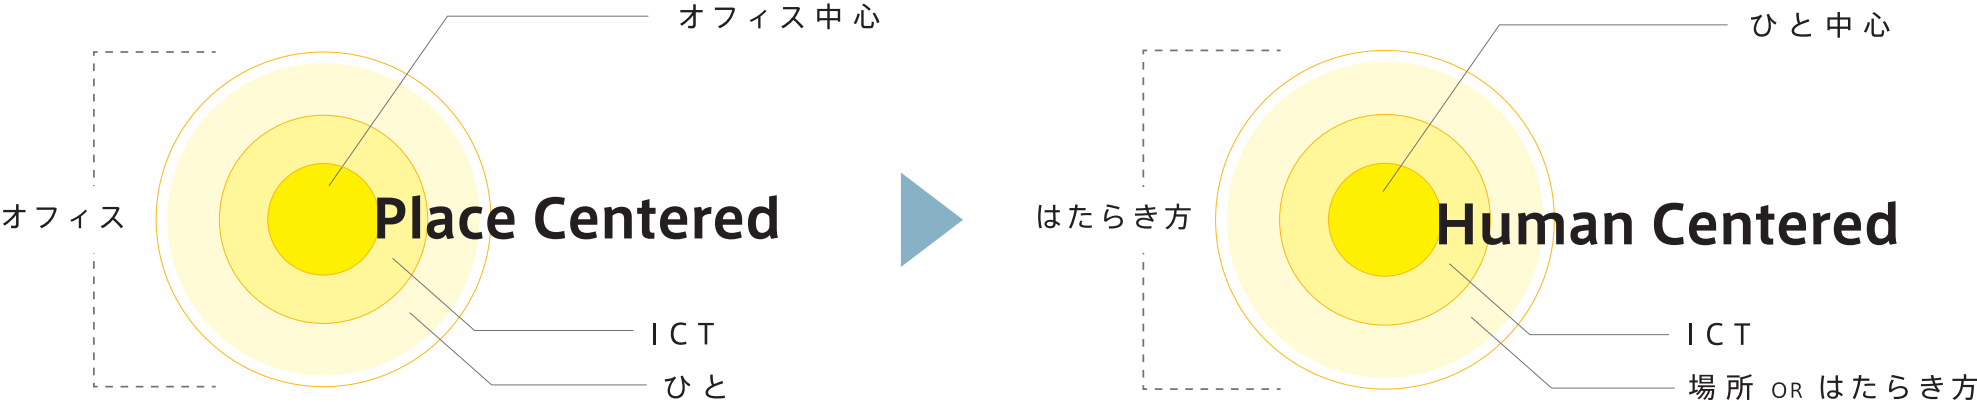 オフィス中心
オフィス
Place Centered
ICT
ひと
ひと中心
はたらき方
Human Centered
ICT
場所 OR はたらき方